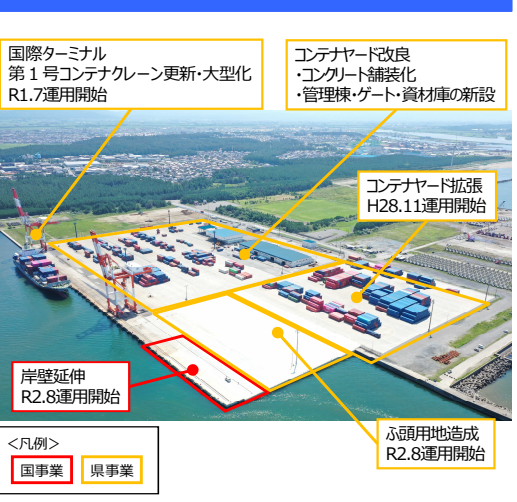 国際ターミナル
第１号コンテナクレーン更新・大型化
R1.7運用開始
コンテナヤード改良
・コンクリート舗装化
・管理棟・ゲート・資材庫の新設
コンテナヤード拡張
H28.11運用開始
岸壁延伸
R2.8運用開始
ふ頭用地造成
R2.8運用開始
<凡例>
国事業 県事業